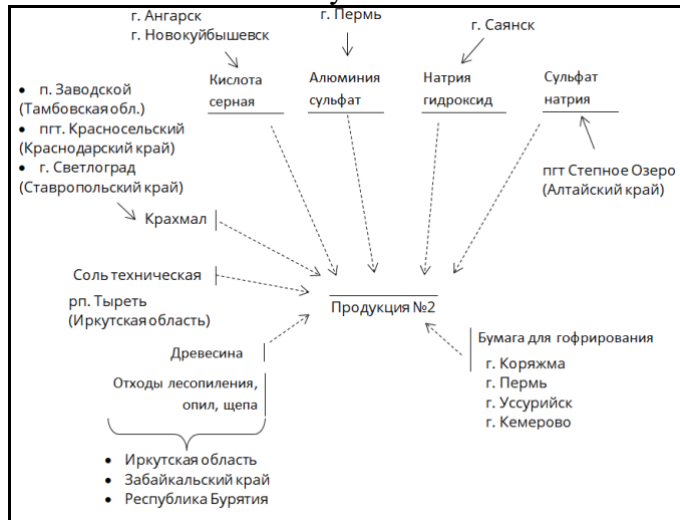 г. Ангарск
г. Новокуйбышевск
г. Пермь
г. Саянск
Кислота
серная
Алюминия
сульфат
Натрия
гидроксид
Сульфат
натрия
• п. Заводской
(Тамбовская обл.)
• пгт. Красносельский
(Краснодарский край)
• г. Светлоград
(Ставропольский край)
пгт Степное Озеро
(Алтайский край)
Крахмал
Соль техническая
рп. Тыреть
(Иркутская область)
Продукция №2
Древесина
Отходы лесопиления,
опил, щепа
Бумага для гофрирования
г. Коряжма
г. Пермь
г. Уссурийск
г. Кемерово
• Иркутская область
• Забайкальский край
• Республика Бурятия